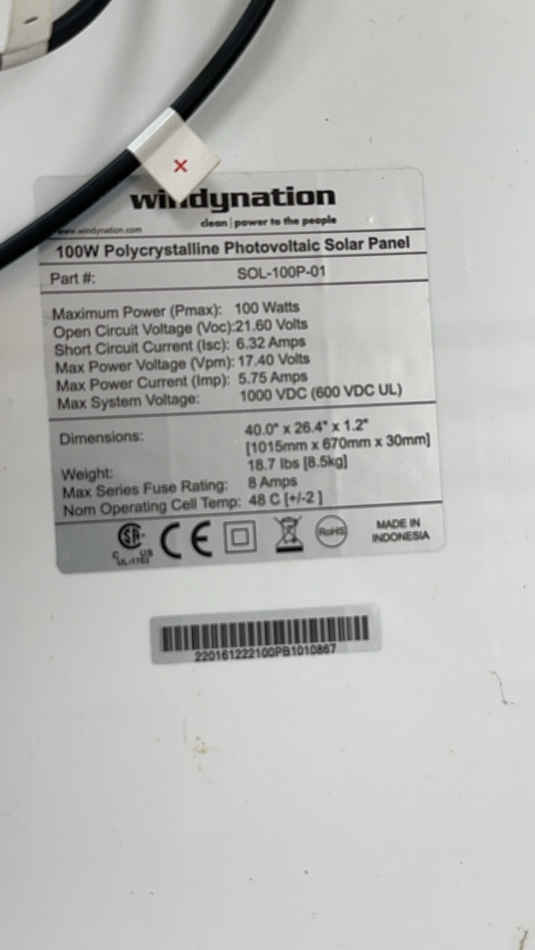 windynation
www.windynation.com
clean | power to the people
100W Polycrystalline Photovoltaic Solar Panel
Part #: SOL-100P-01
Maximum Power (Pmax): 100 Watts
Open Circuit Voltage (Voc): 21.60 Volts
Short Circuit Current (Isc): 6.32 Amps
Max Power Voltage (Vpm): 17.40 Volts
Max Power Current (Imp): 5.75 Amps
Max System Voltage: 1000 VDC (600 VDC UL)
Dimensions: 40.0" x 26.4" x 1.2"
[1015mm x 670mm x 30mm]
Weight: 18.7 lbs [8.5kg]
Max Series Fuse Rating: 8 Amps
Nom Operating Cell Temp: 48 C [+/-2 ]
SA CE RoHS MADE IN
INDONESIA
C US
220161222100PB1010867